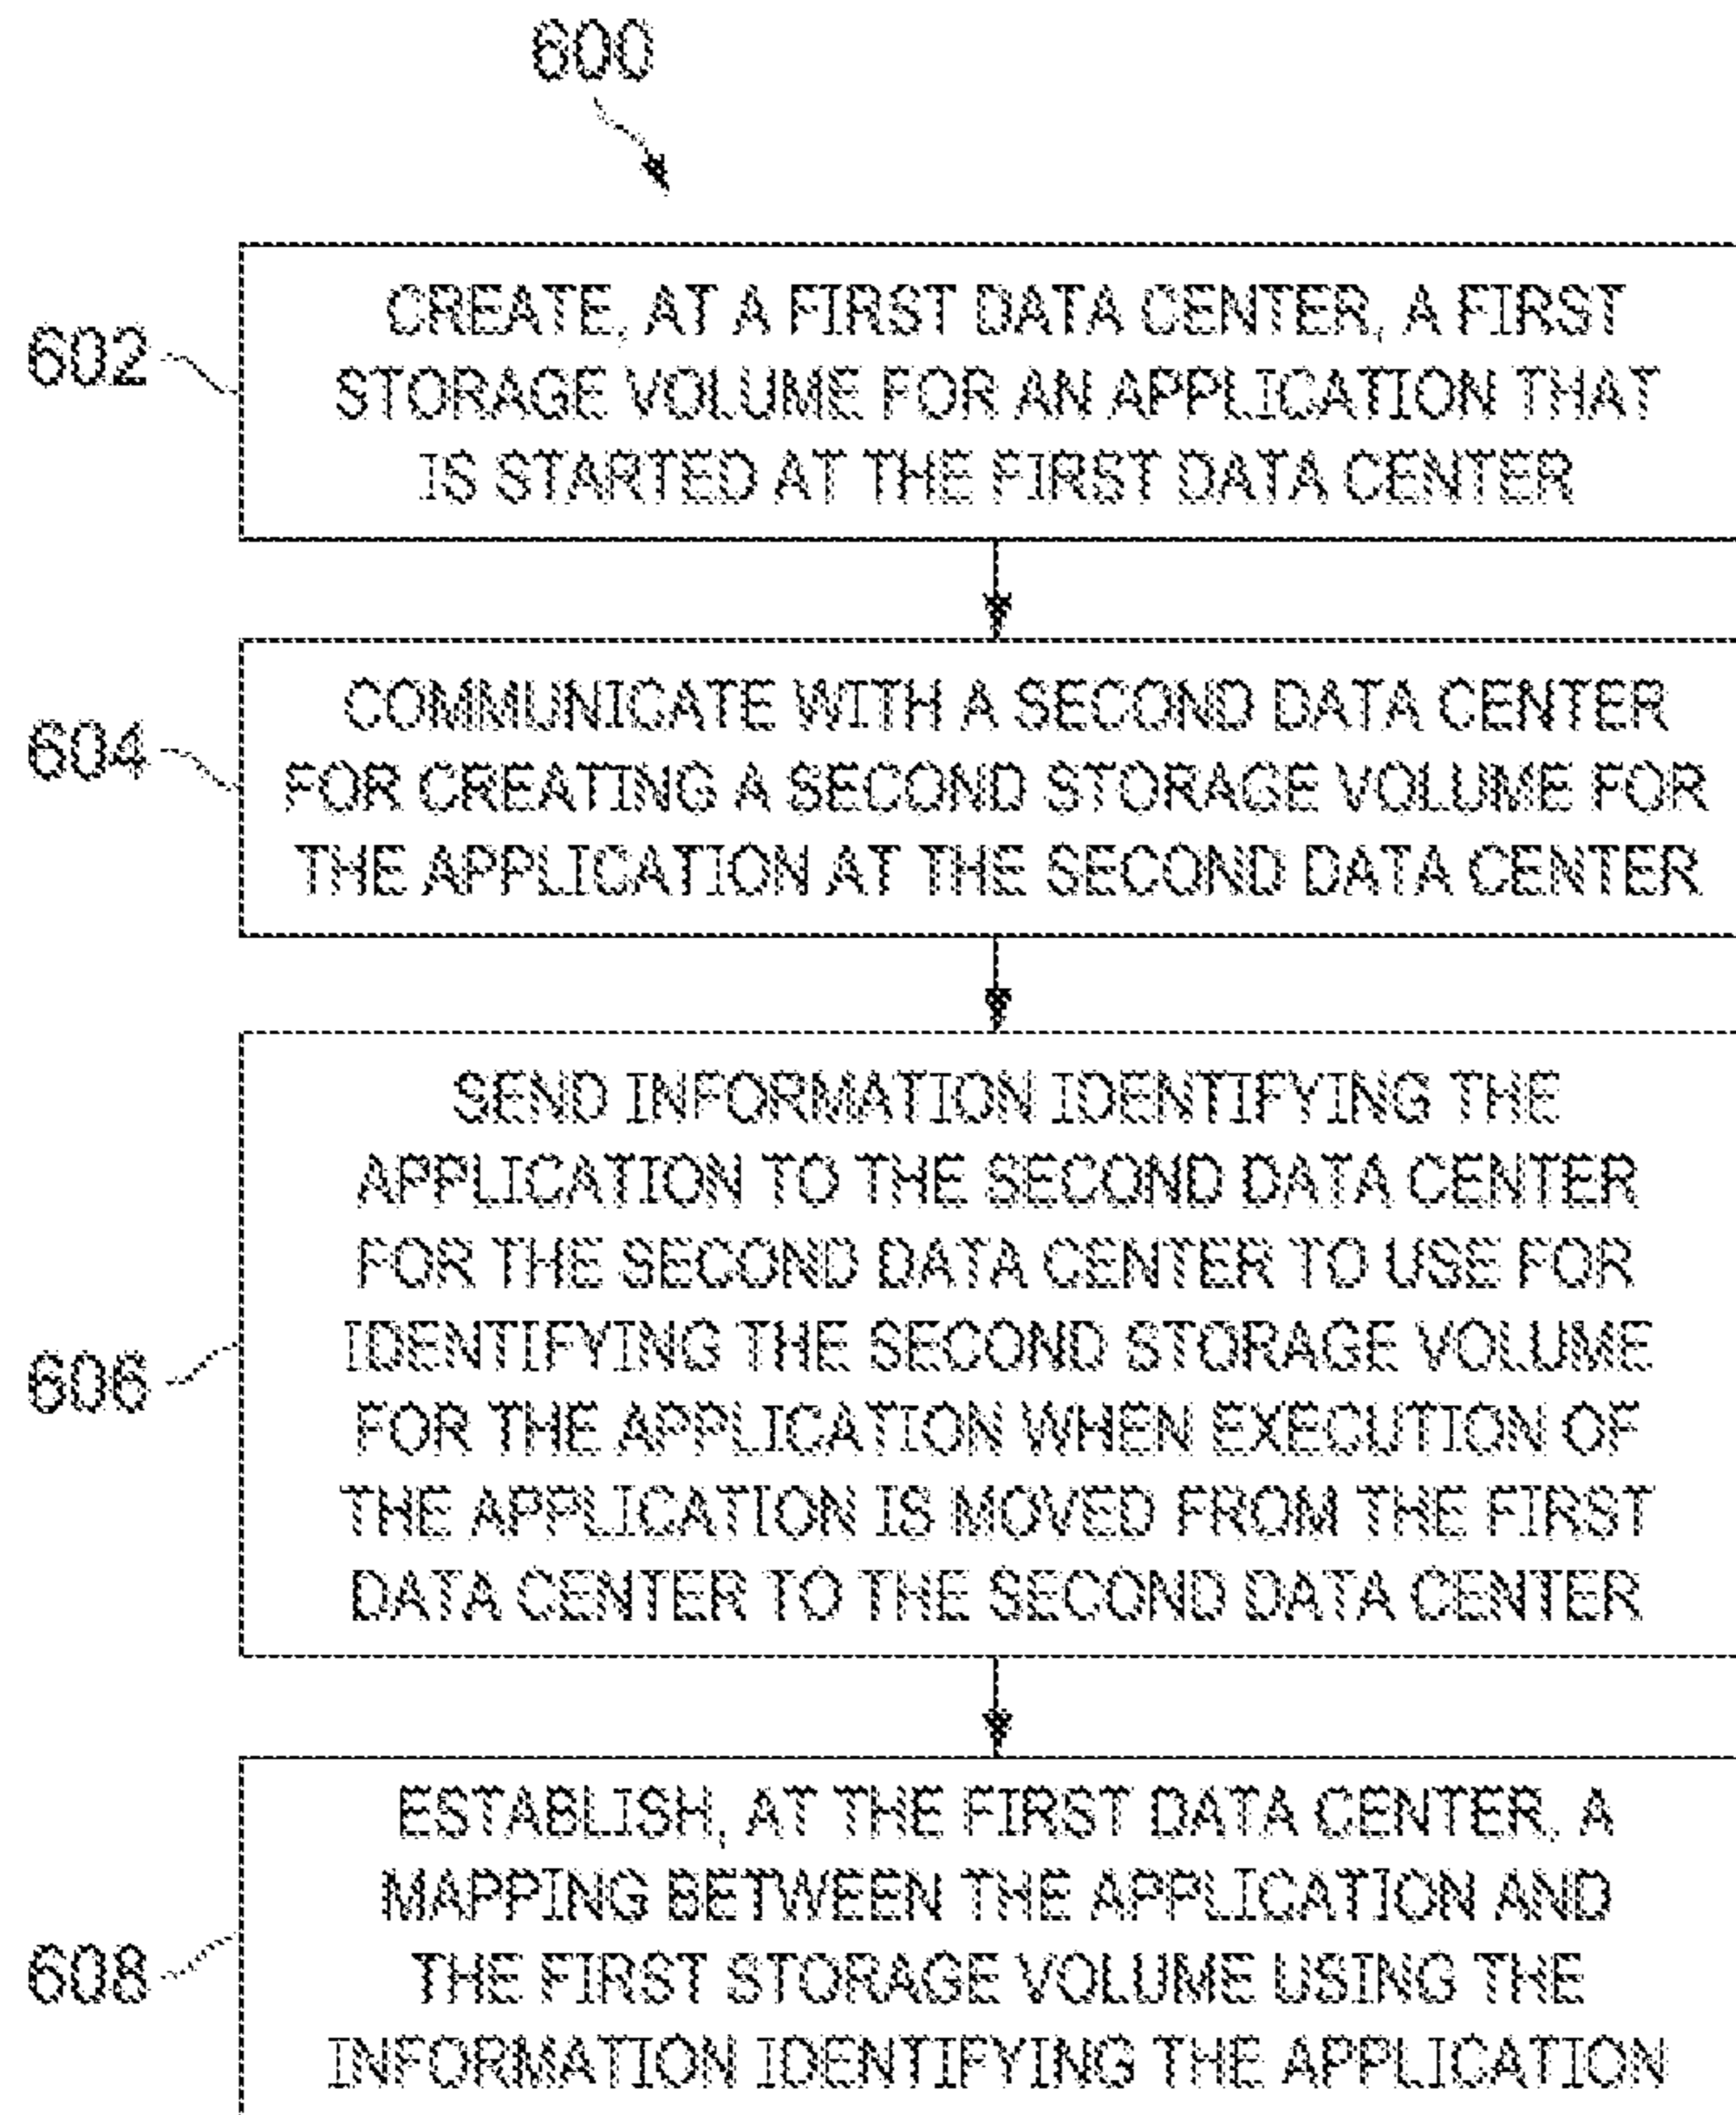 600
602
CREATE, AT A FIRST DATA CENTER, A FIRST
STORAGE VOLUME FOR AN APPLICATION THAT
IS STARTED AT THE FIRST DATA CENTER
604
COMMUNICATE WITH A SECOND DATA CENTER
FOR CREATING A SECOND STORAGE VOLUME FOR
THE APPLICATION AT THE SECOND DATA CENTER
606
SEND INFORMATION IDENTIFYING THE
APPLICATION TO THE SECOND DATA CENTER
FOR THE SECOND DATA CENTER TO USE FOR
IDENTIFYING THE SECOND STORAGE VOLUME
FOR THE APPLICATION WHEN EXECUTION OF
THE APPLICATION IS MOVED FROM THE FIRST
DATA CENTER TO THE SECOND DATA CENTER
608
ESTABLISH, AT THE FIRST DATA CENTER, A
MAPPING BETWEEN THE APPLICATION AND
THE FIRST STORAGE VOLUME USING THE
INFORMATION IDENTIFYING THE APPLICATION